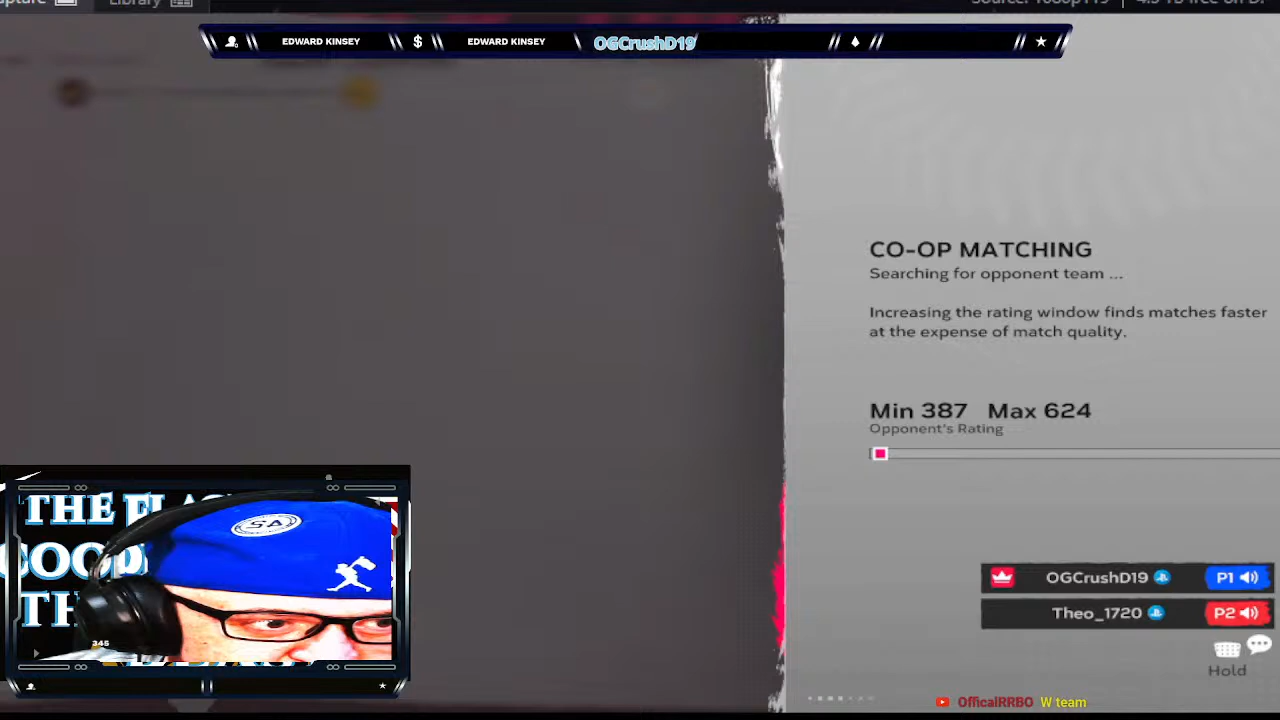 Library
EDWARD KINSEY
$
EDWARD KINSEY
OGCrushD19
CO-OP MATCHING
Searching for opponent team ...
Increasing the rating window finds matches faster
at the expense of match quality.
Min 387 Max 624
Opponent's Rating
SA
345
OGCrushD19 P1
Theo_1720 P2
Hold
OfficalRRBO W team